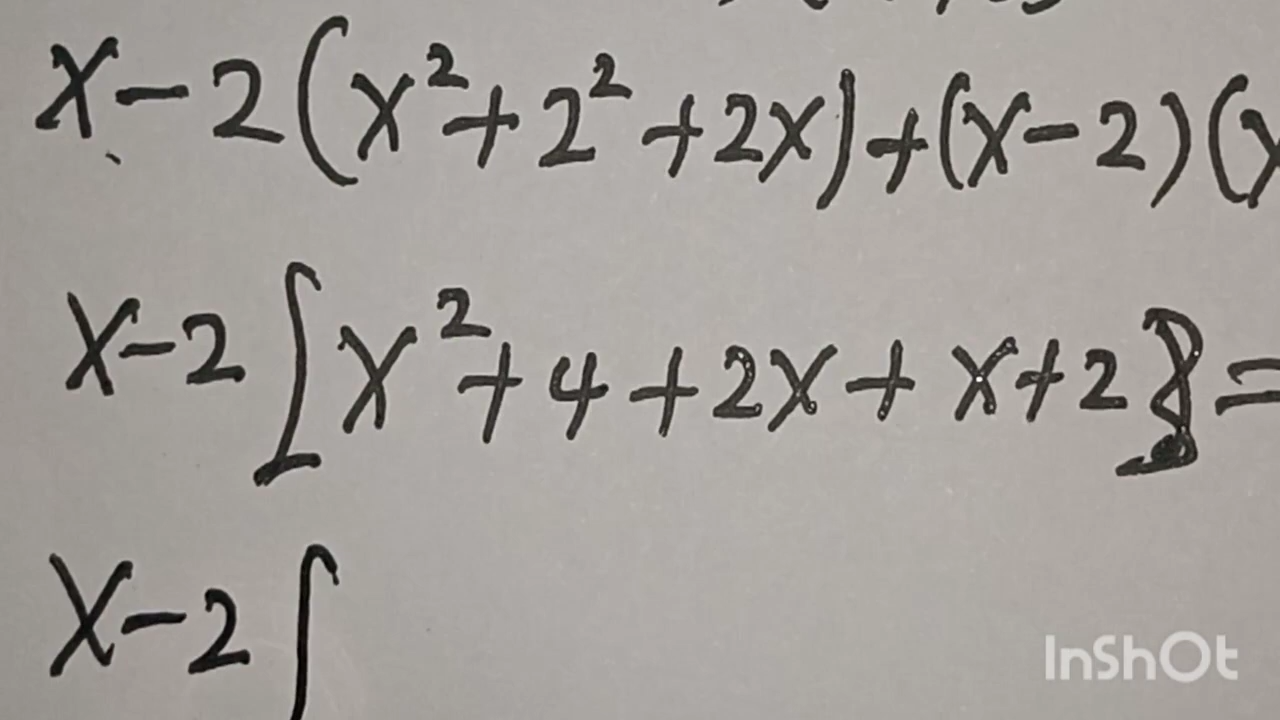 x-2(x²+2²+2x)+(x-2)(x
x-2[x²+4+2x+x+2]=
x-2[
InShOt